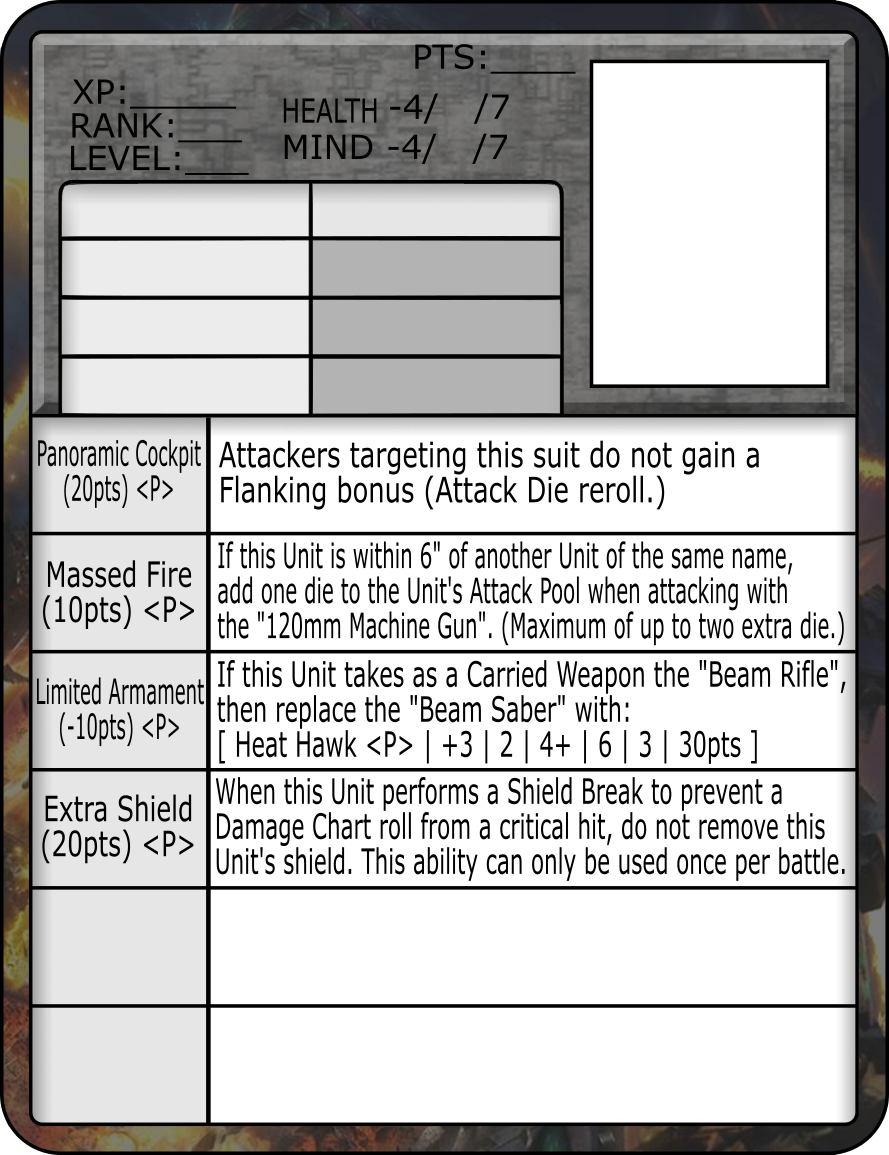 PTS:____
XP:_____
RANK:___
LEVEL:___
HEALTH -4/ /7
MIND -4/ /7
Panoramic Cockpit
(20pts) <P>
Attackers targeting this suit do not gain a
Flanking bonus (Attack Die reroll.)
Massed Fire
(10pts) <P>
If this Unit is within 6" of another Unit of the same name,
add one die to the Unit's Attack Pool when attacking with
the "120mm Machine Gun". (Maximum of up to two extra die.)
Limited Armament
(-10pts) <P>
If this Unit takes as a Carried Weapon the "Beam Rifle",
then replace the "Beam Saber" with:
[ Heat Hawk <P> | +3 | 2 | 4+ | 6 | 3 | 30pts ]
Extra Shield
(20pts) <P>
When this Unit performs a Shield Break to prevent a
Damage Chart roll from a critical hit, do not remove this
Unit's shield. This ability can only be used once per battle.